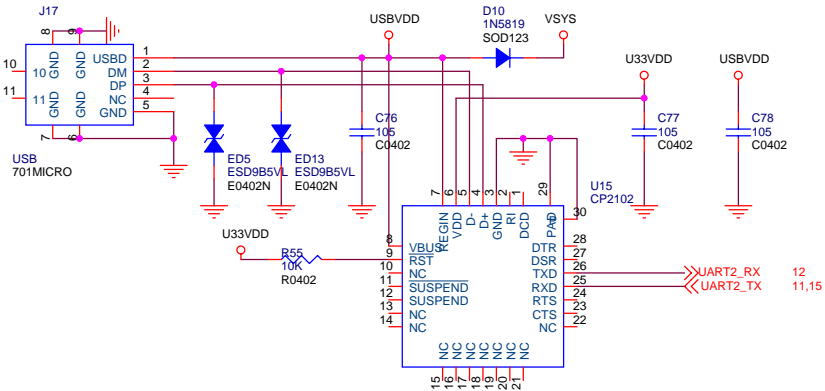 J17
8
9
GND
GND
USBD
DM
DP
NC
GND
1
2
3
4
5
10
11
10
11
GND
GND
7
6
USB
701MICRO
USBVDD
D10
1N5819
SOD123
VSYS
U33VDD
USBVDD
C76
105
C0402
C77
105
C0402
C78
105
C0402
ED5
ESD9B5VL
E0402N
ED13
ESD9B5VL
E0402N
U15
CP2102
7
6
5
4
3
2
1
29
30
REGIN
VDD
D-
D+
GND
RI
DCD
PAD
U33VDD
R55
10K
R0402
8
9
10
11
12
13
14
VBUS
RST
NC
SUSPEND
SUSPEND
NC
NC
DTR
DSR
TXD
RXD
RTS
CTS
NC
28
27
26
25
24
23
22
UART2_RX 12
UART2_TX 11,15
NC
NC
NC
NC
NC
NC
NC
15
16
17
18
19
20
21